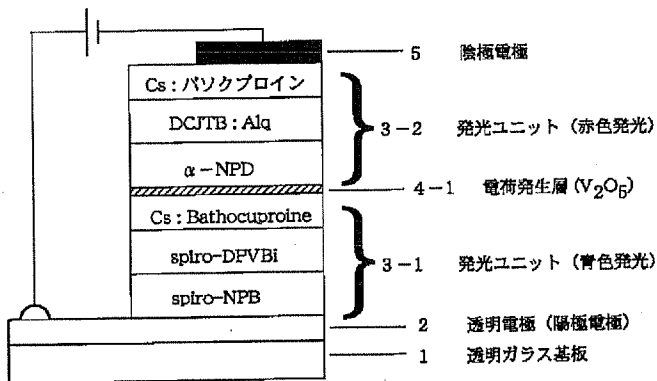 5 陰極電極
Cs：バソクプロイン
DCJTB：Alq
3-2 発光ユニット（赤色発光）
α-NPD
4-1 電荷発生層(V₂O₅)
Cs：Bathocuproine
spiro-DPVBi
3-1 発光ユニット（青色発光）
spiro-NPB
2 透明電極（陽極電極）
1 透明ガラス基板